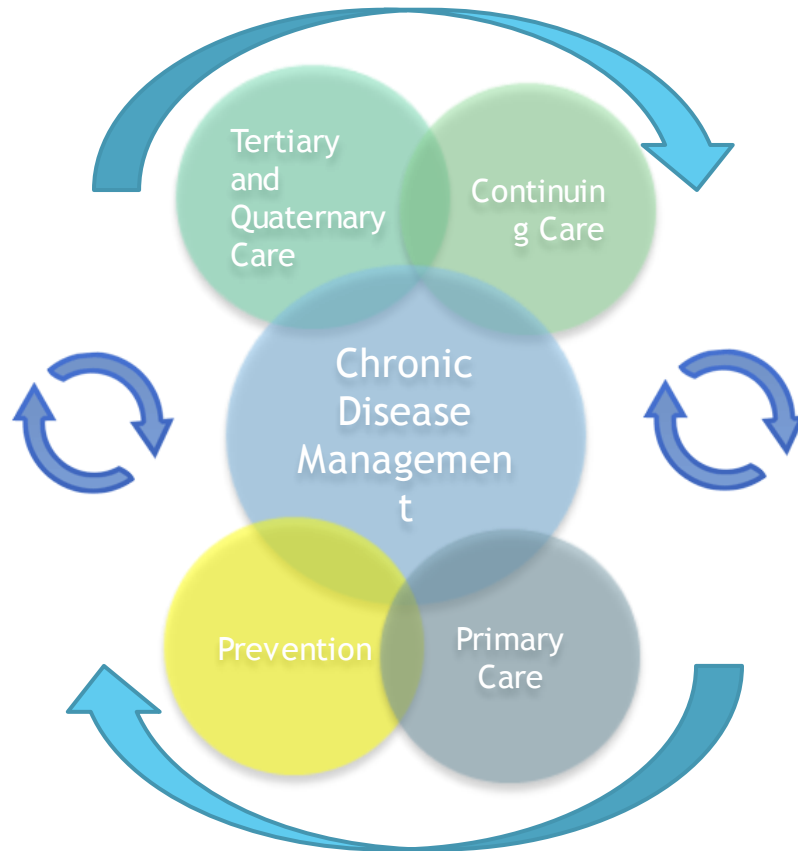 Tertiary
and
Quaternary
Care
Continuin
g Care
Chronic
Disease
Managemen
t
Prevention
Primary
Care